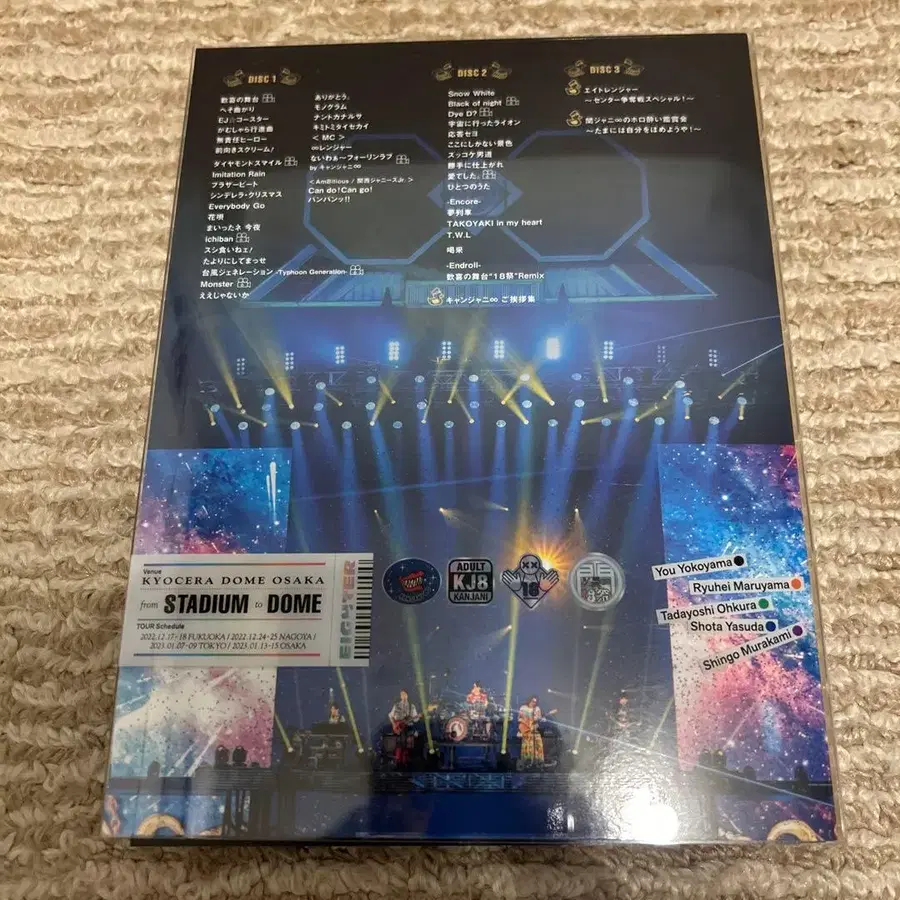 DISC 1
歓喜の舞台
へそ曲がり
EJ☆コースター
がむしゃら行進曲
無責任ヒーロー
前向きスクリーム!
ダイヤモンドスマイル
Imitation Rain
ブラザービート
シンデレラ・クリスマス
Everybody Go
花唄
まいったネ 今夜
ichiban
スシ食いねェ!
たよりにしてまっせ
台風ジェネレーション -Typhoon Generation-
Monster
ええじゃないか
ありがとう。
モノグラム
ナントカナルサ
キミトミタイセカイ
< MC >
∞レンジャー
ないわぁ〜フォーリンラブ
by キャンジャニ∞
<AmBitious / 関西ジャニーズJr. >
Can do! Can go!
バンバンッ!!
DISC 2
Snow White
Black of night
Dye D?
宇宙に行ったライオン
応答セヨ
ここにしかない景色
ズッコケ男道
勝手に仕上がれ
愛でした。
ひとつのうた
-Encore-
夢列車
TAKOYAKI in my heart
T.W.L
喝采
-Endroll-
歓喜の舞台"18祭"Remix
キャンジャニ∞ ご挨拶集
DISC 3
エイトレンジャー
〜センター争奪戦スペシャル!〜
関ジャニ∞のホロ酔い鑑賞会
〜たまには自分をほめようや!〜
Venue
KYOCERA DOME OSAKA
from STADIUM to DOME
TOUR Schedule
2022.12.17-18 FUKUOKA / 2022.12.24-25 NAGOYA /
2023.01.07-09 TOKYO / 2023.01.13-15 OSAKA
EIGHTER
ADULT
KJ8
KANJANI
18
You Yokoyama
Ryuhei Maruyama
Tadayoshi Ohkura
Shota Yasuda
Shingo Murakami